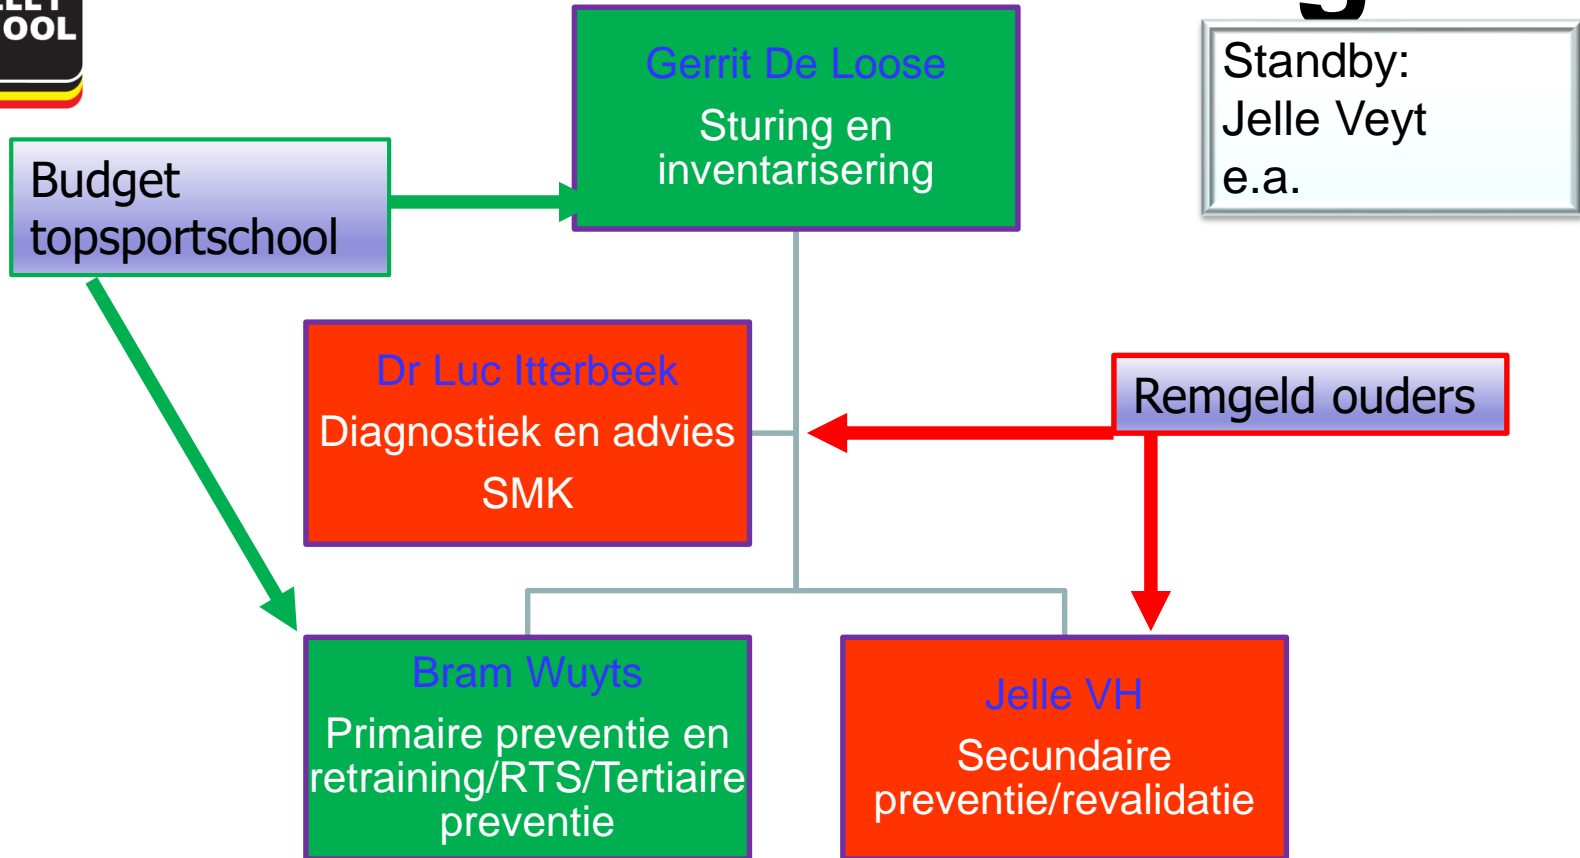 OOL
Gerrit De Loose
Sturing en
inventarisering
Standby:
Jelle Veyt
e.a.
Budget
topsportschool
Dr Luc Itterbeek
Diagnostiek en advies
SMK
Remgeld ouders
Bram Wuyts
Primaire preventie en
retraining/RTS/Tertiaire
preventie
Jelle VH
Secundaire
preventie/revalidatie